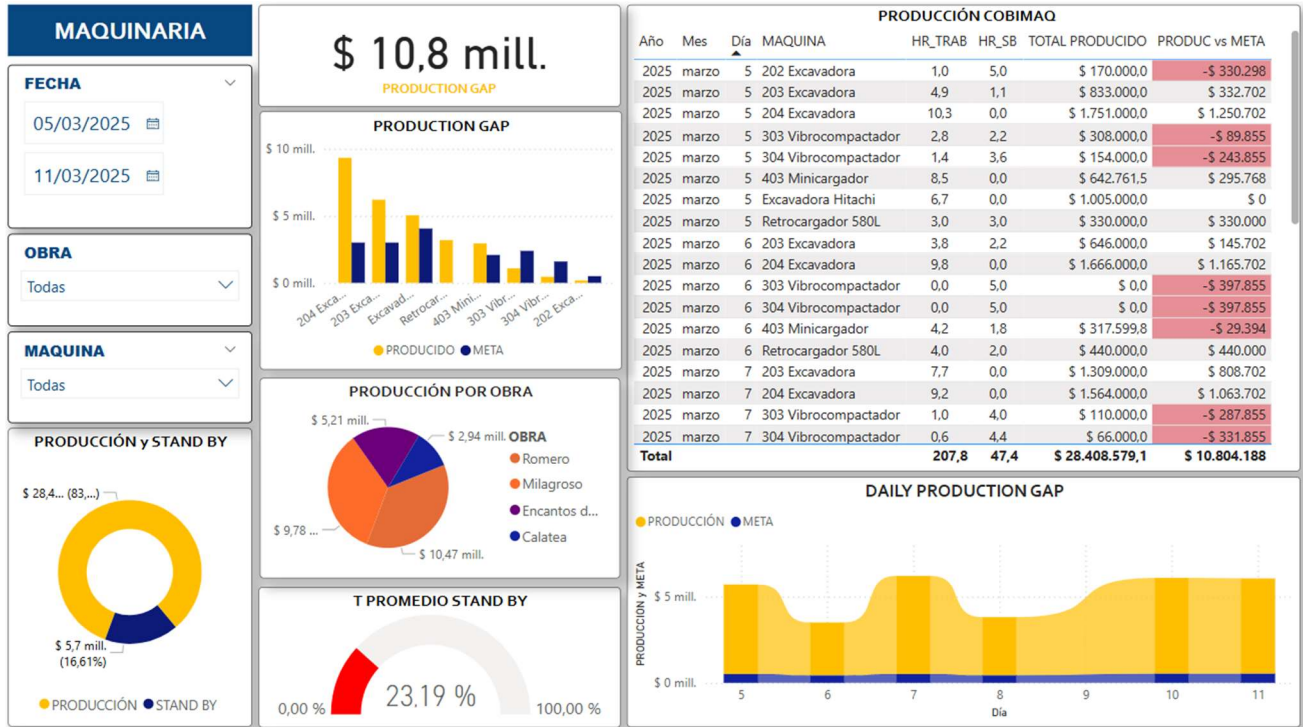 MAQUINARIA
FECHA
05/03/2025
11/03/2025
OBRA
Todas
MAQUINA
Todas
PRODUCCIÓN y STAND BY
$ 28,4... (83,...)
$ 5,7 mill.
(16,61%)
PRODUCCIÓN STAND BY
$ 10,8 mill.
PRODUCTION GAP
PRODUCTION GAP
$ 10 mill.
$ 5 mill.
$ 0 mill.
204 Exca...
203 Exca...
Excavad...
Retrocar...
403 Mini...
303 Vibr...
304 Vibr...
202 Exca...
PRODUCIDO META
PRODUCCIÓN POR OBRA
$ 5,21 mill.
$ 2,94 mill.
$ 9,78 ...
$ 10,47 mill.
OBRA
Romero
Milagroso
Encantos d...
Calatea
T PROMEDIO STAND BY
0,00 %
23,19 %
100,00 %
PRODUCCIÓN COBIMAQ
Año Mes Día MAQUINA HR_TRAB HR_SB TOTAL PRODUCIDO PRODUC vs META
2025 marzo 5 202 Excavadora 1,0 5,0 $ 170.000,0 -$ 330.298
2025 marzo 5 203 Excavadora 4,9 1,1 $ 833.000,0 $ 332.702
2025 marzo 5 204 Excavadora 10,3 0,0 $ 1.751.000,0 $ 1.250.702
2025 marzo 5 303 Vibrocompactador 2,8 2,2 $ 308.000,0 -$ 89.855
2025 marzo 5 304 Vibrocompactador 1,4 3,6 $ 154.000,0 -$ 243.855
2025 marzo 5 403 Minicargador 8,5 0,0 $ 642.761,5 $ 295.768
2025 marzo 5 Excavadora Hitachi 6,7 0,0 $ 1.005.000,0 $ 0
2025 marzo 5 Retrocargador 580L 3,0 3,0 $ 330.000,0 $ 330.000
2025 marzo 6 203 Excavadora 3,8 2,2 $ 646.000,0 $ 145.702
2025 marzo 6 204 Excavadora 9,8 0,0 $ 1.666.000,0 $ 1.165.702
2025 marzo 6 303 Vibrocompactador 0,0 5,0 $ 0,0 -$ 397.855
2025 marzo 6 304 Vibrocompactador 0,0 5,0 $ 0,0 -$ 397.855
2025 marzo 6 403 Minicargador 4,2 1,8 $ 317.599,8 -$ 29.394
2025 marzo 6 Retrocargador 580L 4,0 2,0 $ 440.000,0 $ 440.000
2025 marzo 7 203 Excavadora 7,7 0,0 $ 1.309.000,0 $ 808.702
2025 marzo 7 204 Excavadora 9,2 0,0 $ 1.564.000,0 $ 1.063.702
2025 marzo 7 303 Vibrocompactador 1,0 4,0 $ 110.000,0 -$ 287.855
2025 marzo 7 304 Vibrocompactador 0,6 4,4 $ 66.000,0 -$ 331.855
Total 207,8 47,4 $ 28.408.579,1 $ 10.804.188
DAILY PRODUCTION GAP
PRODUCCIÓN META
PRODUCCIÓN y META
$ 5 mill.
$ 0 mill.
5 6 7 8 9 10 11
Día